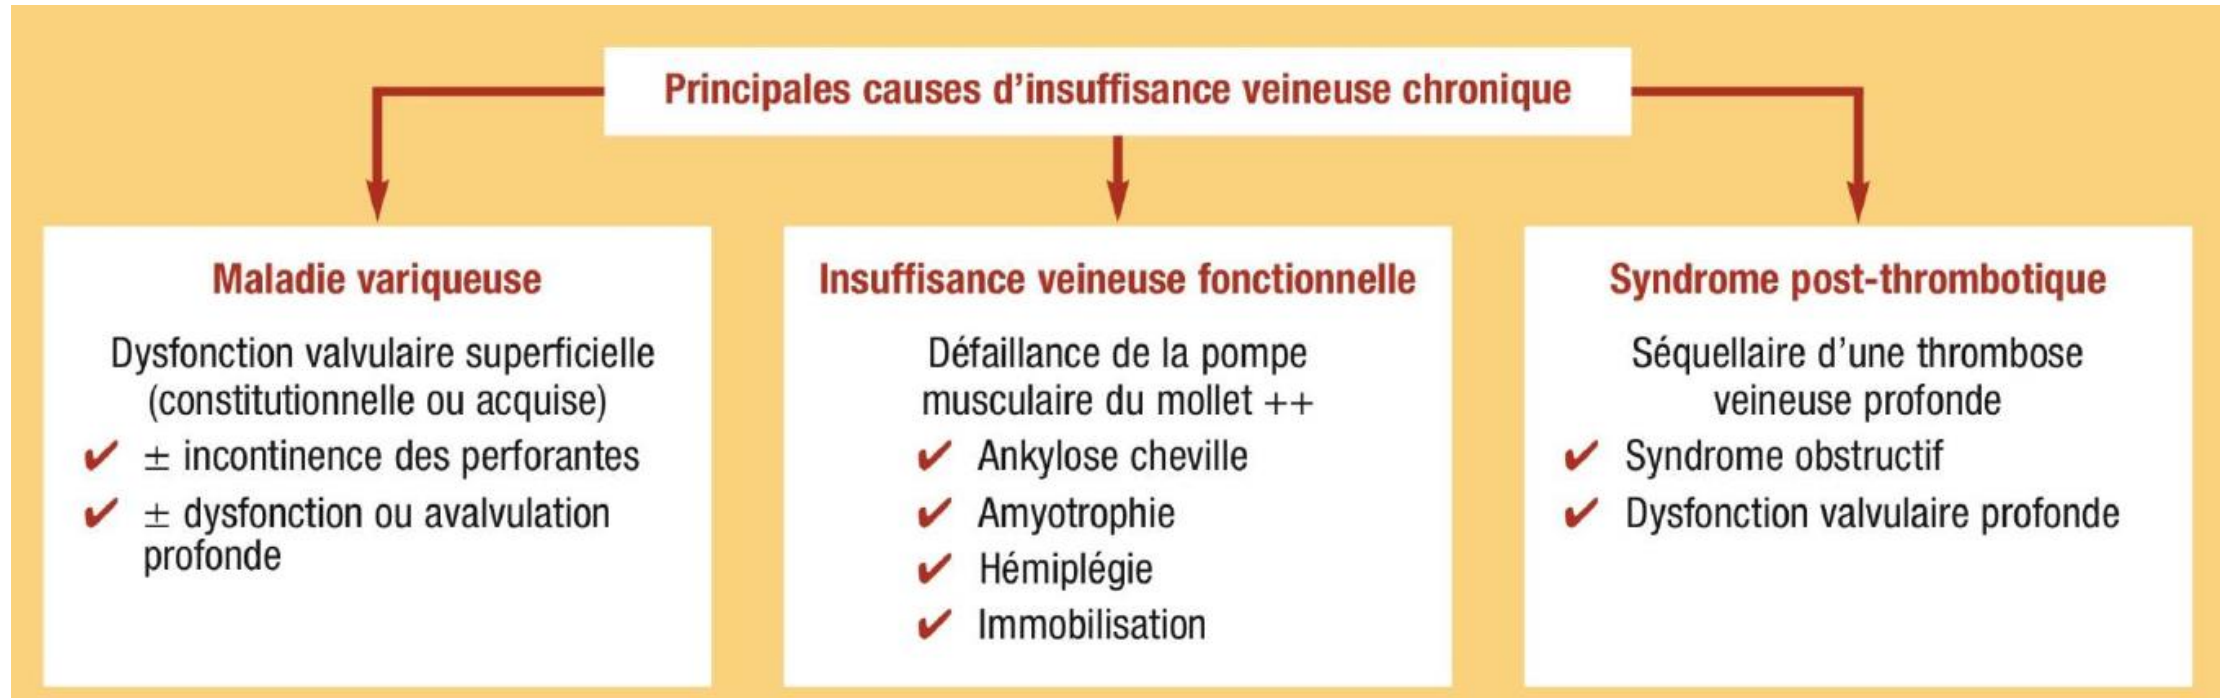 Principales causes d’insuffisance veineuse chronique
Maladie variqueuse
Dysfonction valvulaire superficielle
(constitutionnelle ou acquise)
✔ ± incontinence des perforantes
✔ ± dysfonction ou avalvulation
profonde
Insuffisance veineuse fonctionnelle
Défaillance de la pompe
musculaire du mollet ++
✔ Ankylose cheville
✔ Amyotrophie
✔ Hémiplégie
✔ Immobilisation
Syndrome post-thrombotique
Séquellaire d’une thrombose
veineuse profonde
✔ Syndrome obstructif
✔ Dysfonction valvulaire profonde